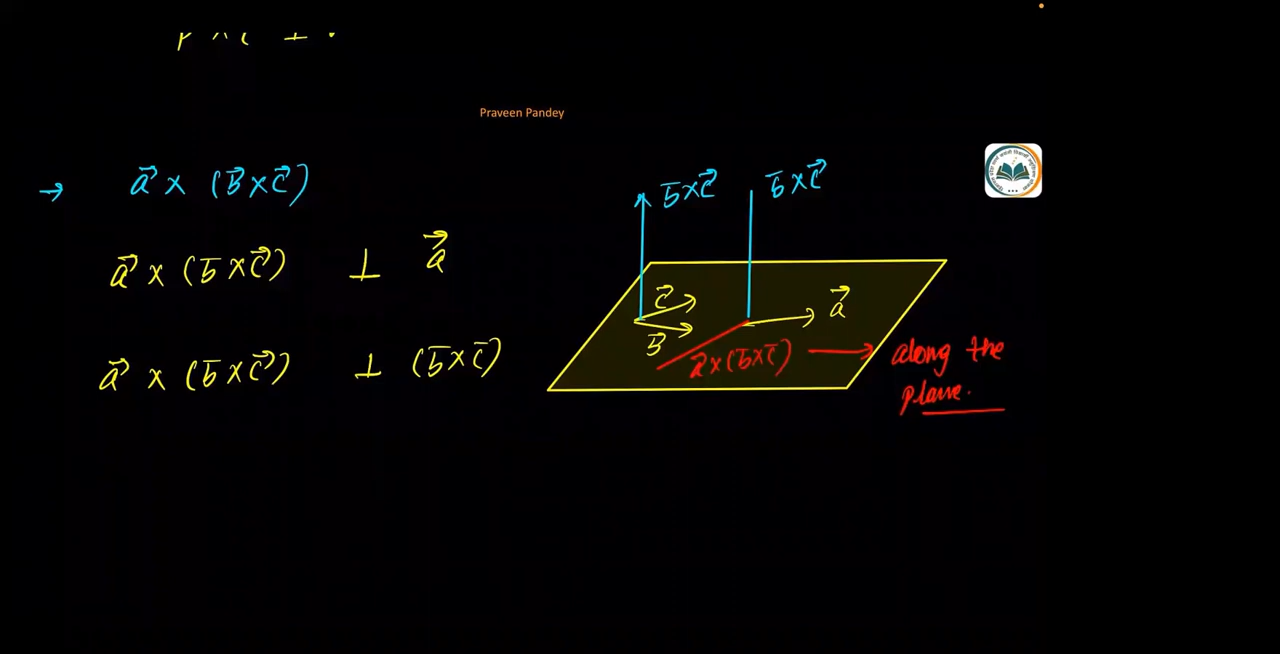 Praveen Pandey
→ a⃗ × (b⃗ × c⃗)
a⃗ × (b̄ × c⃗) ⊥ a⃗
a⃗ × (b̄ × c⃗) ⊥ (b̄ × c̄)
b̄ × c⃗
b̄ × c⃗
c⃗
b⃗
a⃗
a⃗ × (b̄ × c̄) → along the
plane.